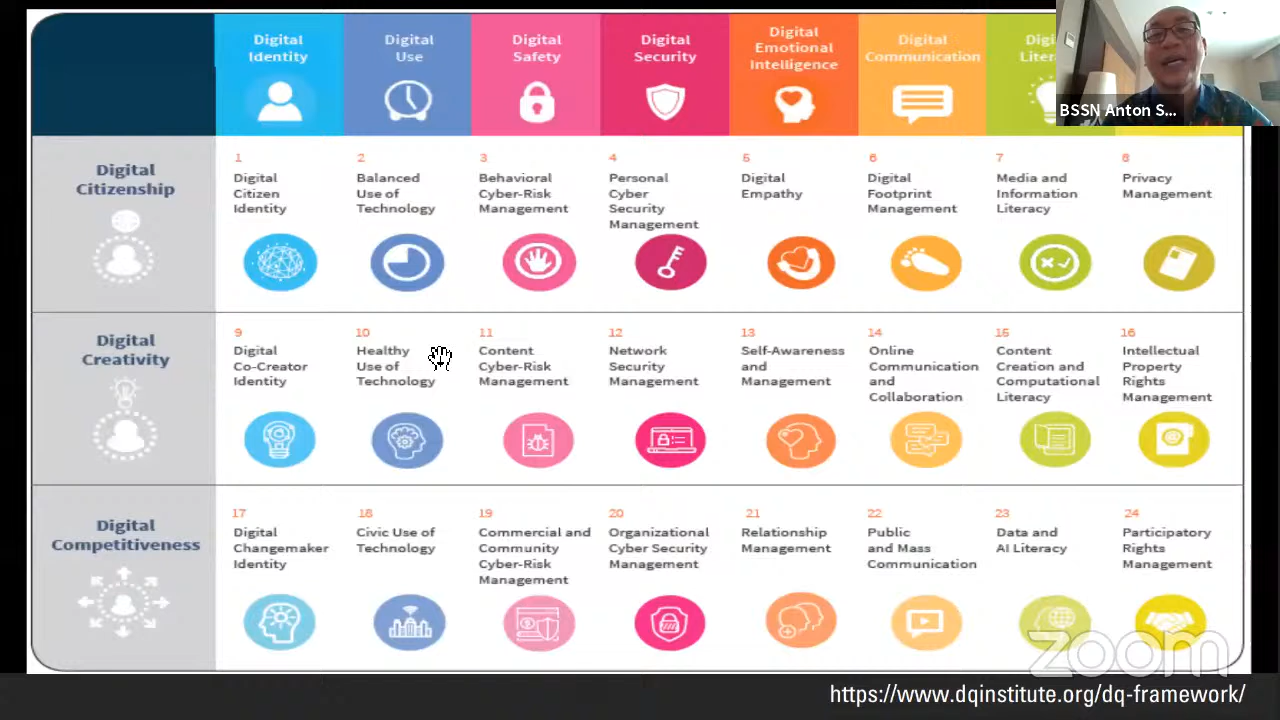 Digital
Identity
Digital
Use
Digital
Safety
Digital
Security
Digital
Emotional
Intelligence
Digital
Communication
BSSN Anton S...
Digital
Citizenship
1
Digital
Citizen
Identity
2
Balanced
Use of
Technology
3
Behavioral
Cyber-Risk
Management
4
Personal
Cyber
Security
Management
5
Digital
Empathy
6
Digital
Footprint
Management
7
Media and
Information
Literacy
8
Privacy
Management
Digital
Creativity
9
Digital
Co-Creator
Identity
10
Healthy
Use of
Technology
11
Content
Cyber-Risk
Management
12
Network
Security
Management
13
Self-Awareness
and
Management
14
Online
Communication
and
Collaboration
15
Content
Creation and
Computational
Literacy
16
Intellectual
Property
Rights
Management
Digital
Competitiveness
17
Digital
Changemaker
Identity
18
Civic Use of
Technology
19
Commercial and
Community
Cyber-Risk
Management
20
Organizational
Cyber Security
Management
21
Relationship
Management
22
Public
and Mass
Communication
23
Data and
AI Literacy
24
Participatory
Rights
Management
zoom
https://www.dqinstitute.org/dq-framework/